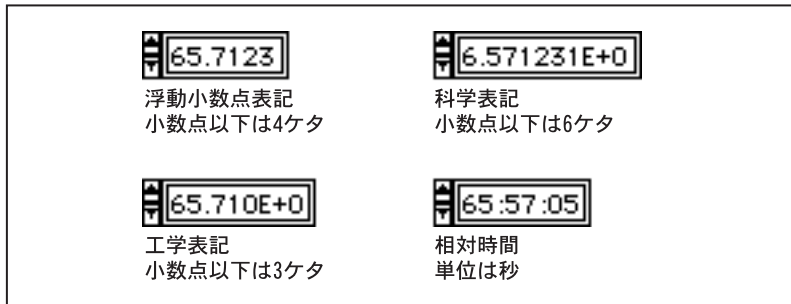 65.7123
浮動小数点表記
小数点以下は4ケタ
6.571231E+0
科学表記
小数点以下は6ケタ
65.710E+0
工学表記
小数点以下は3ケタ
65:57:05
相対時間
単位は秒